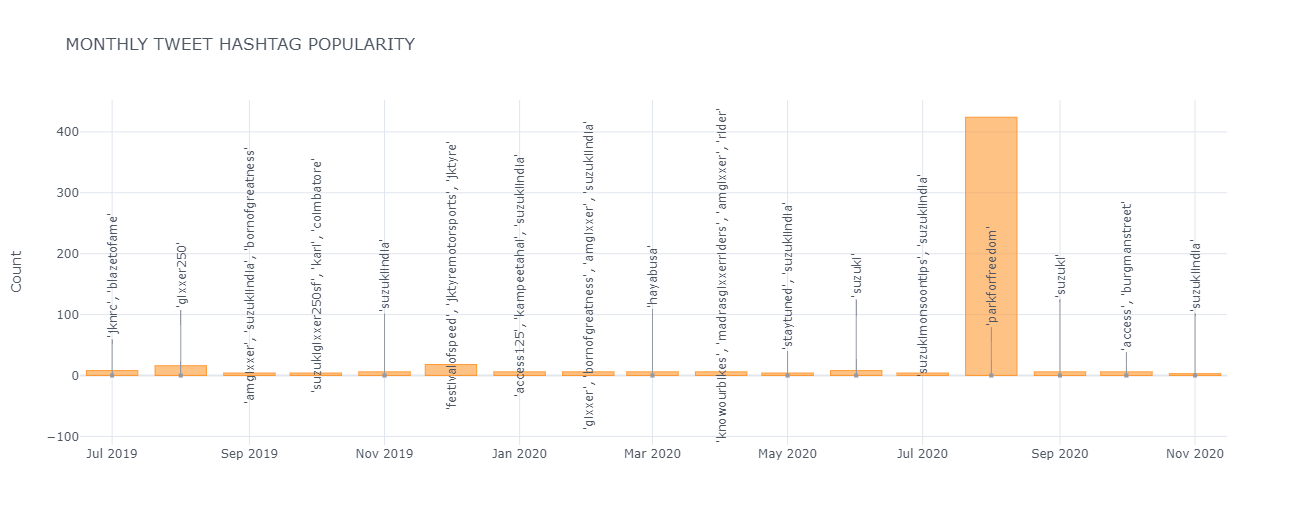 MONTHLY TWEET HASHTAG POPULARITY
Count
400
300
200
100
0
−100
'jknrc', 'blazetofame'
'gixxer250'
'amgixxer', 'suzukiindia', 'bornofgreatness'
'suzukigixxer250sf', 'kari', 'coimbatore'
'suzukiindia'
'festivalofspeed', 'jktyremotorsports', 'jktyre'
'access125', 'kampeetahai', 'suzukiindia'
'gixxer', 'bornofgreatness', 'amgixxer', 'suzukiindia'
'hayabusa'
'knowourbikes', 'madrasgixxerriders', 'amgixxer', 'rider'
'staytuned', 'suzukiindia'
'suzuki'
'suzukimonsoontips', 'suzukiindia'
'parkforfreedom'
'suzuki'
'access', 'burgmanstreet'
'suzukiindia'
Jul 2019
Sep 2019
Nov 2019
Jan 2020
Mar 2020
May 2020
Jul 2020
Sep 2020
Nov 2020